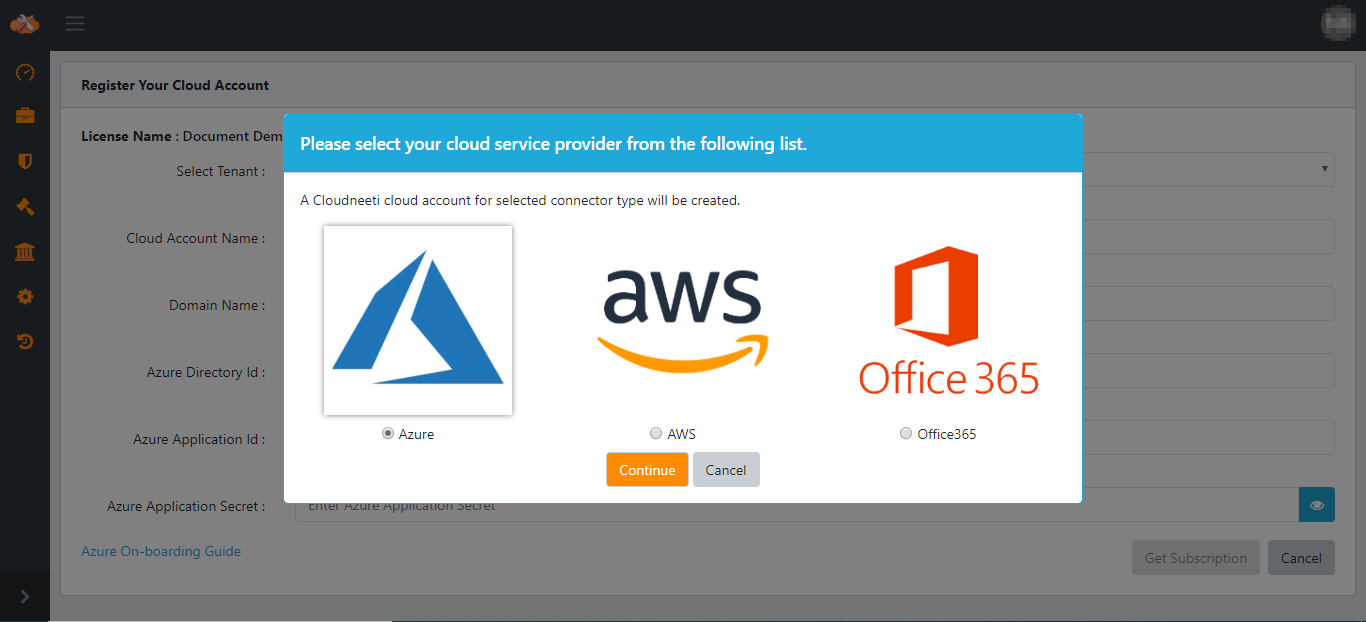 Register Your Cloud Account
License Name : Document Dem
Please select your cloud service provider from the following list.
Select Tenant :
A Cloudneeti cloud account for selected connector type will be created.
Cloud Account Name :
aws
Domain Name :
Office 365
Azure Directory Id :
Azure AWS Office365
Azure Application Id :
Continue Cancel
Azure Application Secret :
Enter Azure Application Secret
Azure On-boarding Guide
Get Subscription Cancel